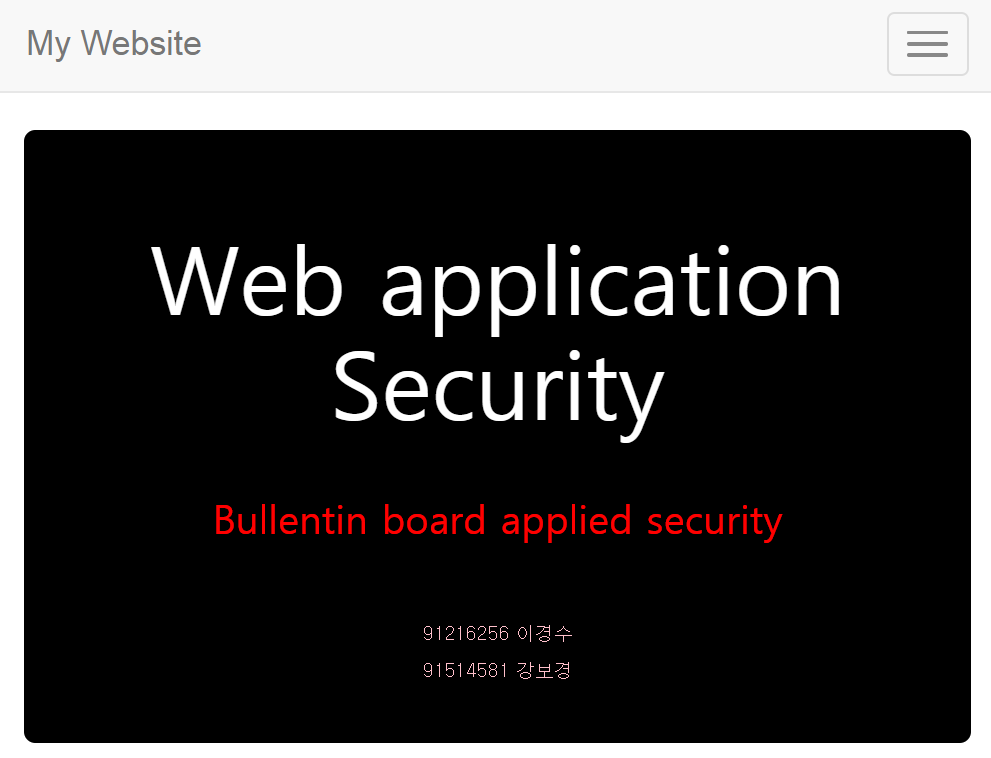 My Website
Web application
Security
Bullentin board applied security
91216256 이경수
91514581 강보경